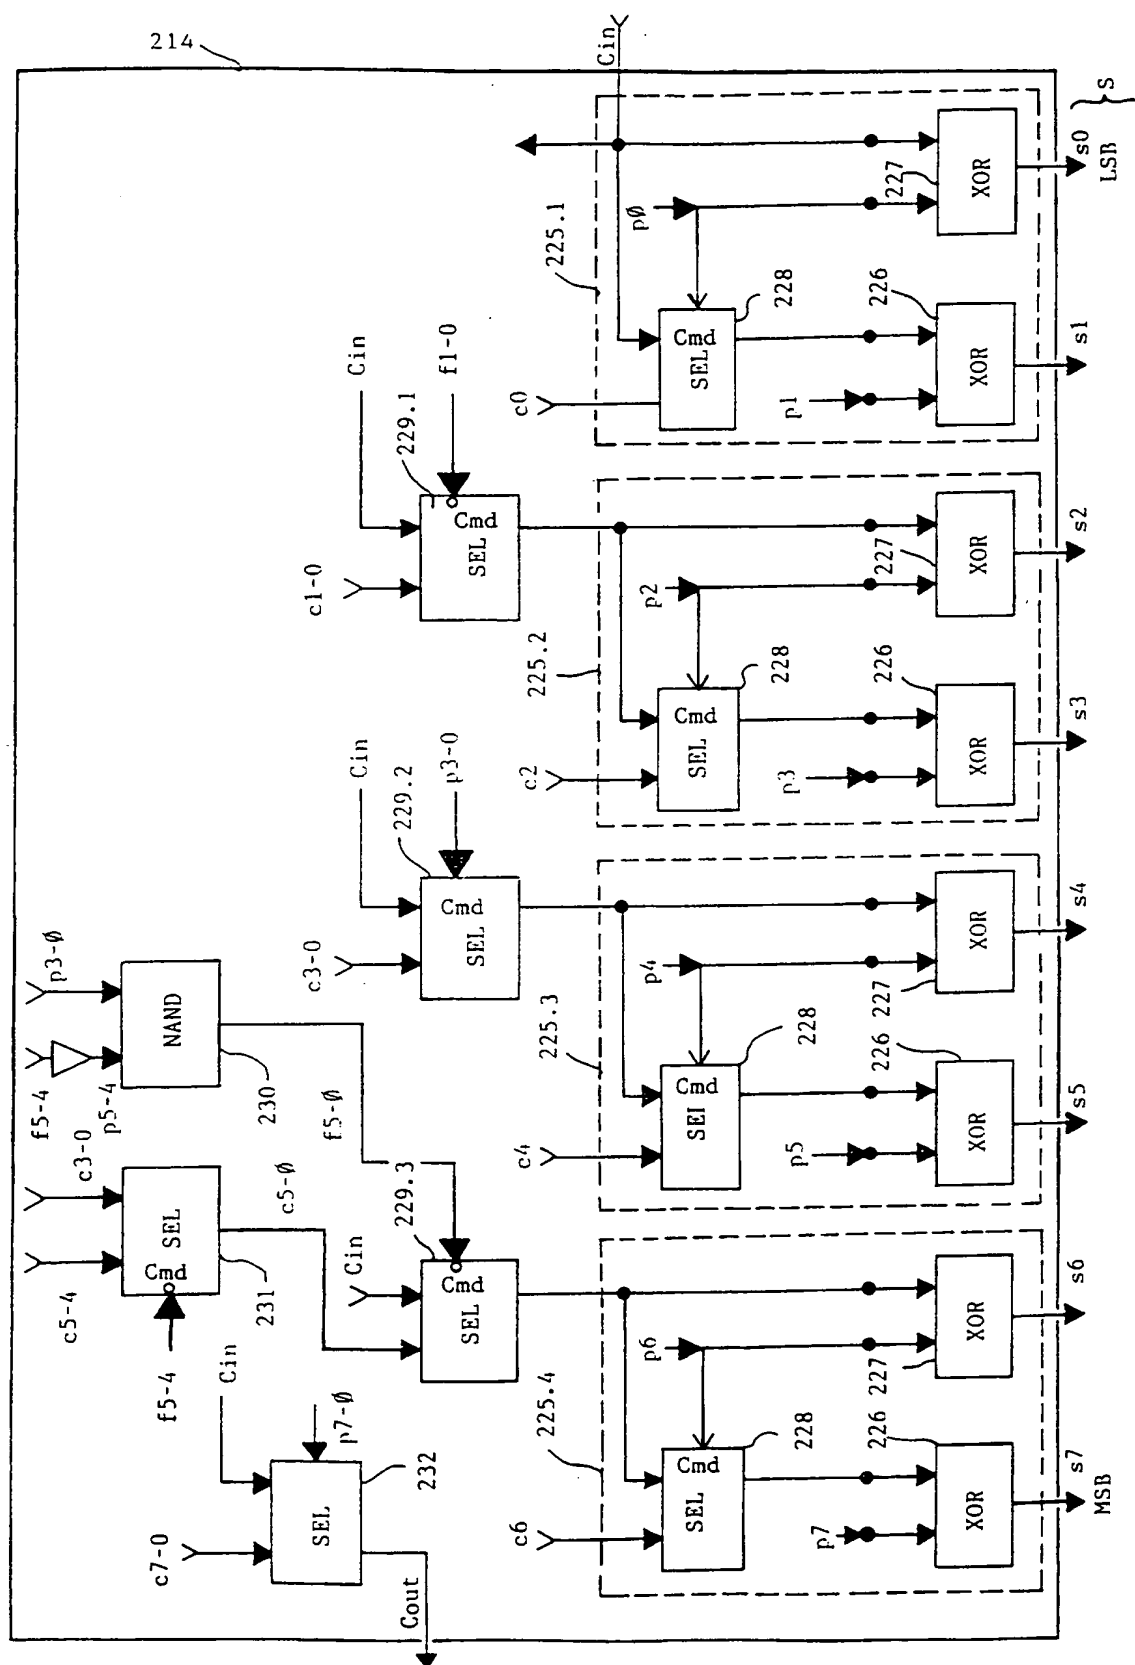 214
Cin
S
225.1
p0
c0
Cmd
SEL
228
p1
227
XOR
s0
LSB
226
XOR
s1
Cin
f1-0
229.1
c1-0
Cmd
SEL
225.2
p2
c2
Cmd
SEL
228
p3
227
XOR
s2
226
XOR
s3
Cin
p3-0
229.2
c3-0
Cmd
SEL
225.3
p4
c4
Cmd
SEI
228
p5
227
XOR
s4
226
XOR
s5
p3-Ø
f5-4
p5-4
NAND
230
f5-Ø
c3-0
c5-4
Cmd
SEL
231
f5-4
c5-Ø
229.3
Cin
Cmd
SEL
225.4
p6
c6
Cmd
SEL
228
p7
227
XOR
s6
226
XOR
s7
MSB
Cin
p7-Ø
c7-0
SEL
232
Cout